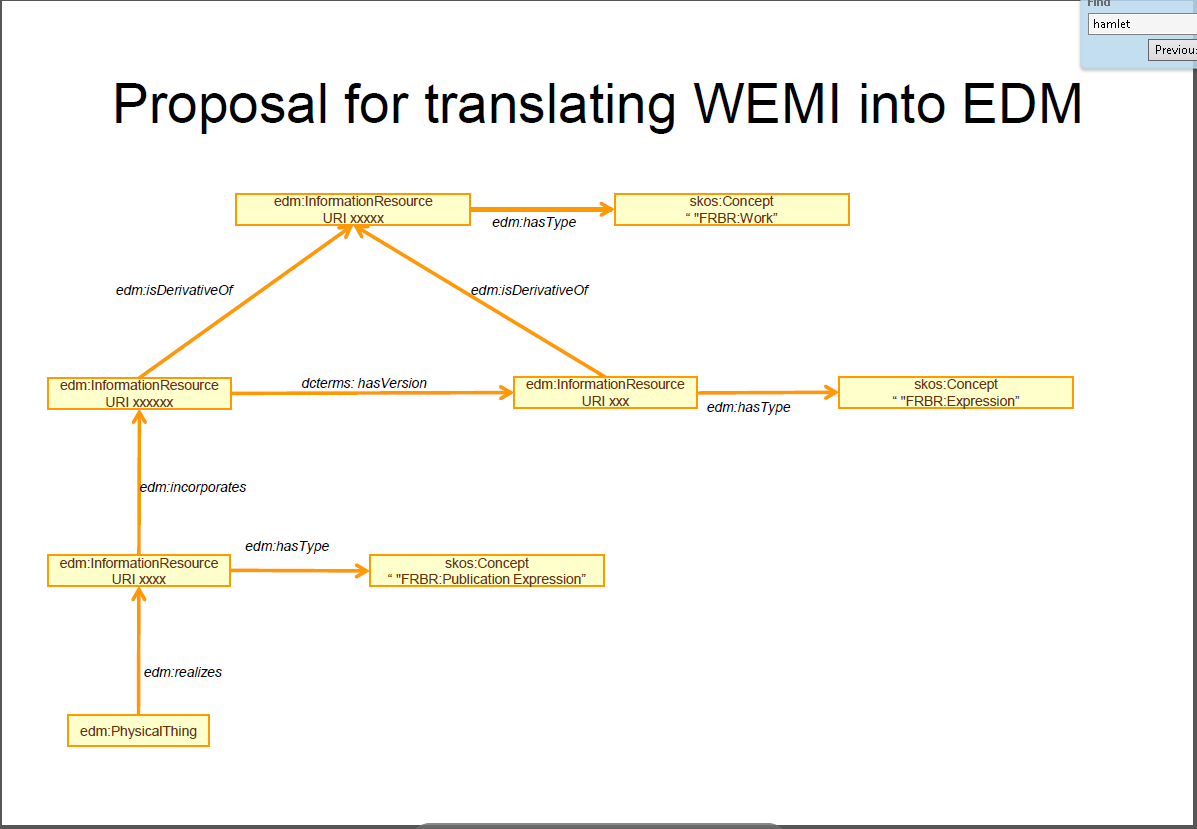 Find
hamlet
Proposal for translating WEMI into EDM
edm:InformationResource
URI xxxxx
edm:hasType
skos:Concept
“ "FRBR:Work”
edm:isDerivativeOf
edm:isDerivativeOf
edm:InformationResource
URI xxxxxx
dcterms: hasVersion
edm:InformationResource
URI xxx
edm:hasType
skos:Concept
“ "FRBR:Expression”
edm:incorporates
edm:InformationResource
URI xxxx
edm:hasType
skos:Concept
“ "FRBR:Publication Expression”
edm:realizes
edm:PhysicalThing